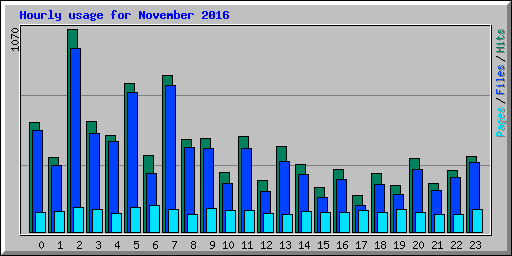 Hourly usage for November 2016
1070
Pages / Files / Hits
0 1 2 3 4 5 6 7 8 9 10 11 12 13 14 15 16 17 18 19 20 21 22 23